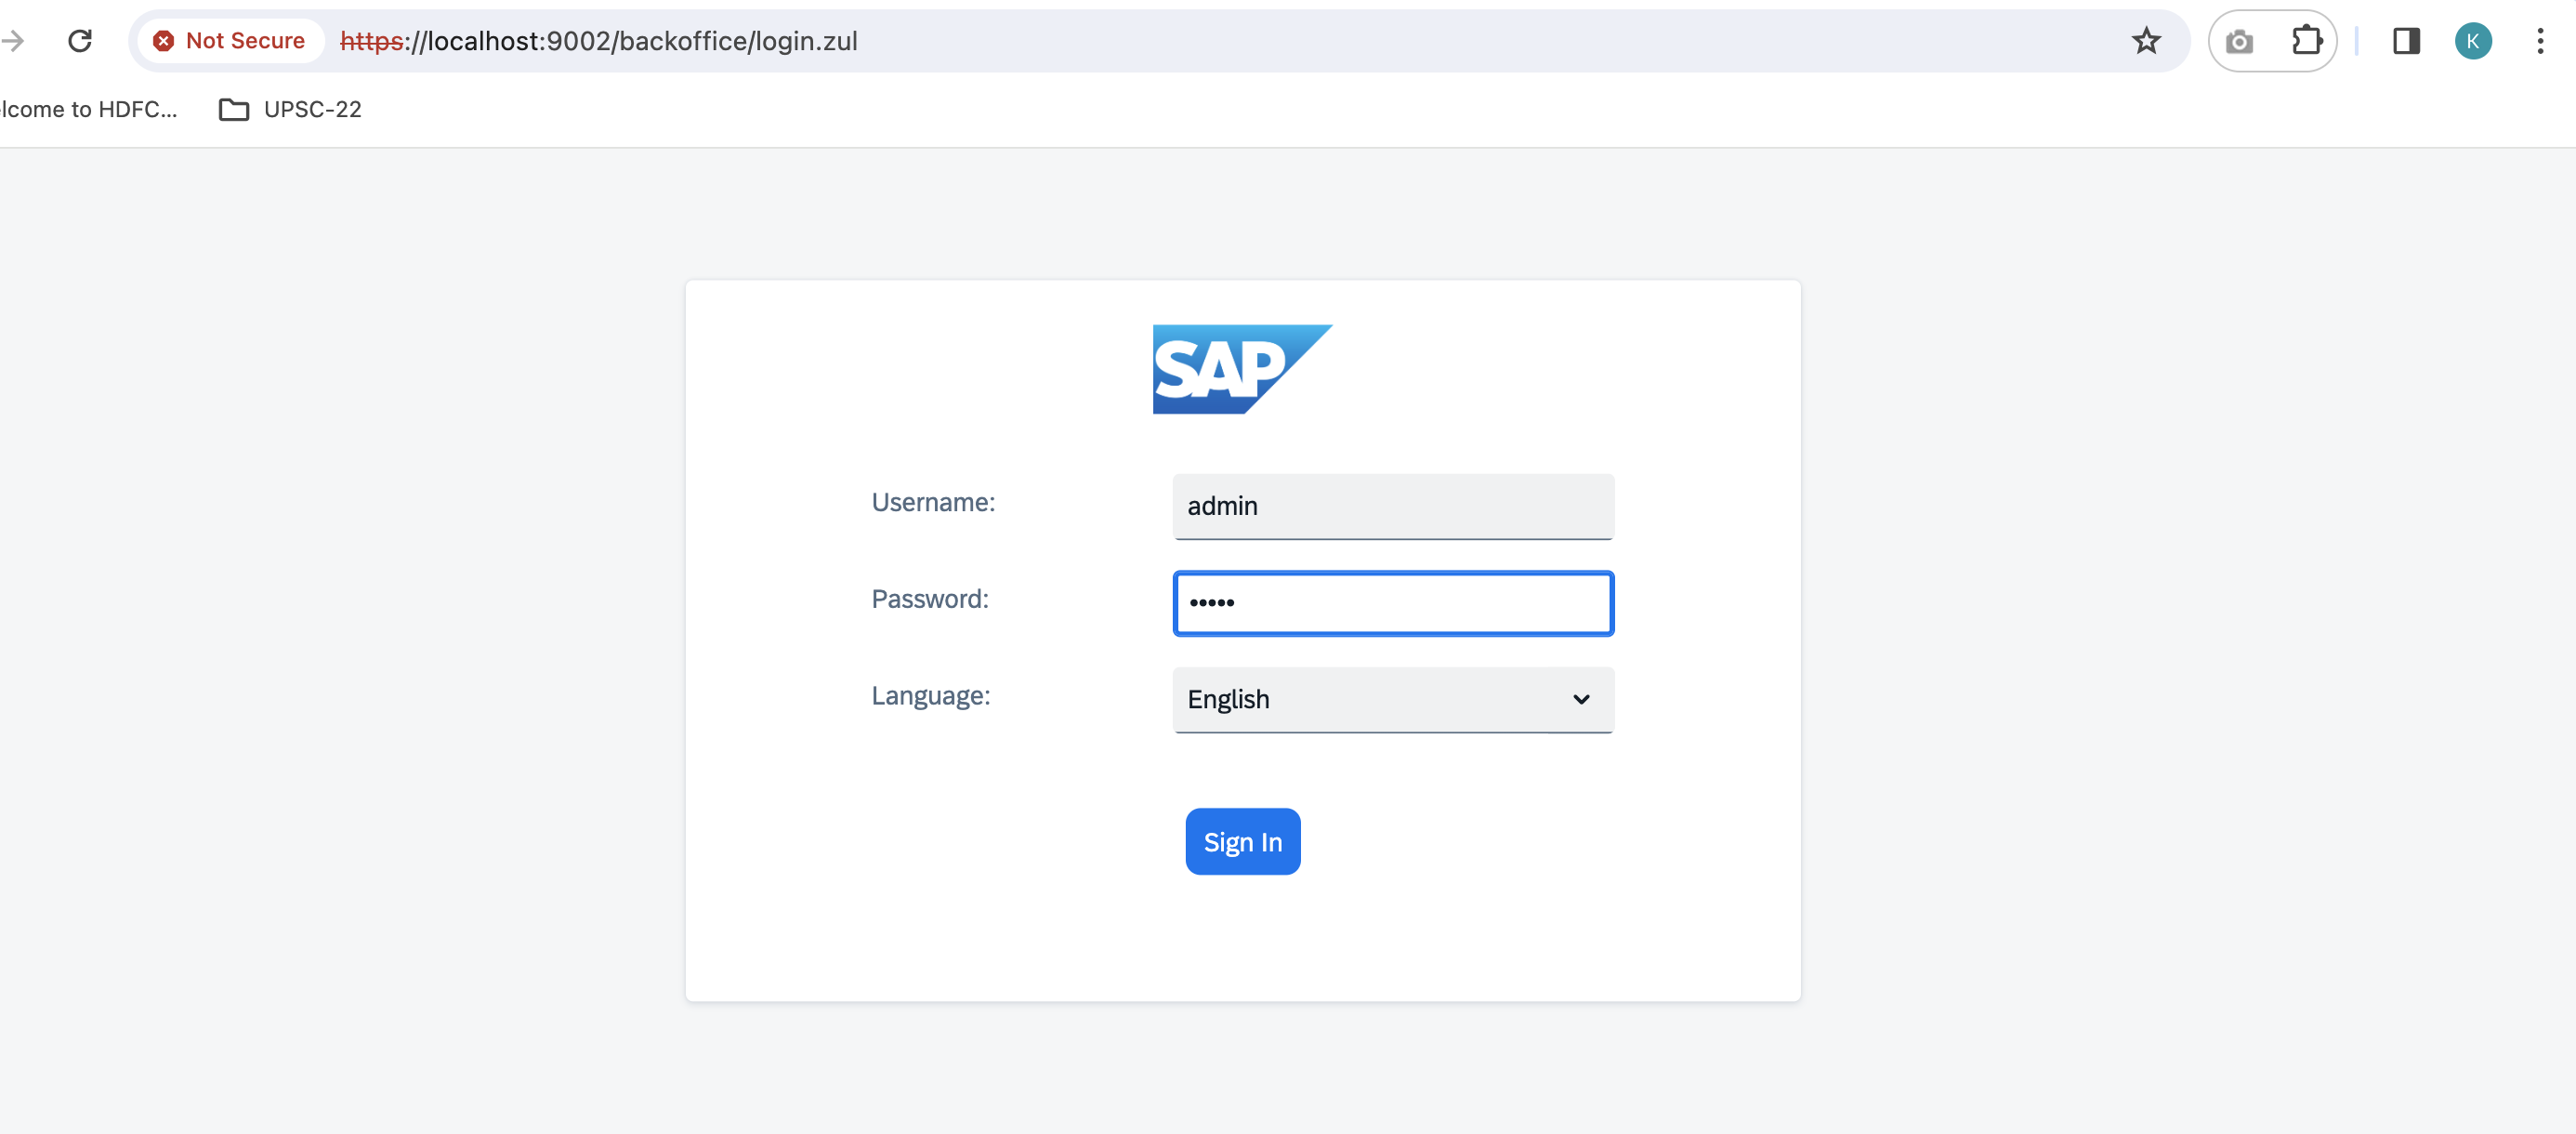 Not Secure https://localhost:9002/backoffice/login.zul K
lcome to HDFC... UPSC-22
SAP
Username: admin
Password: •••••
Language: English
Sign In